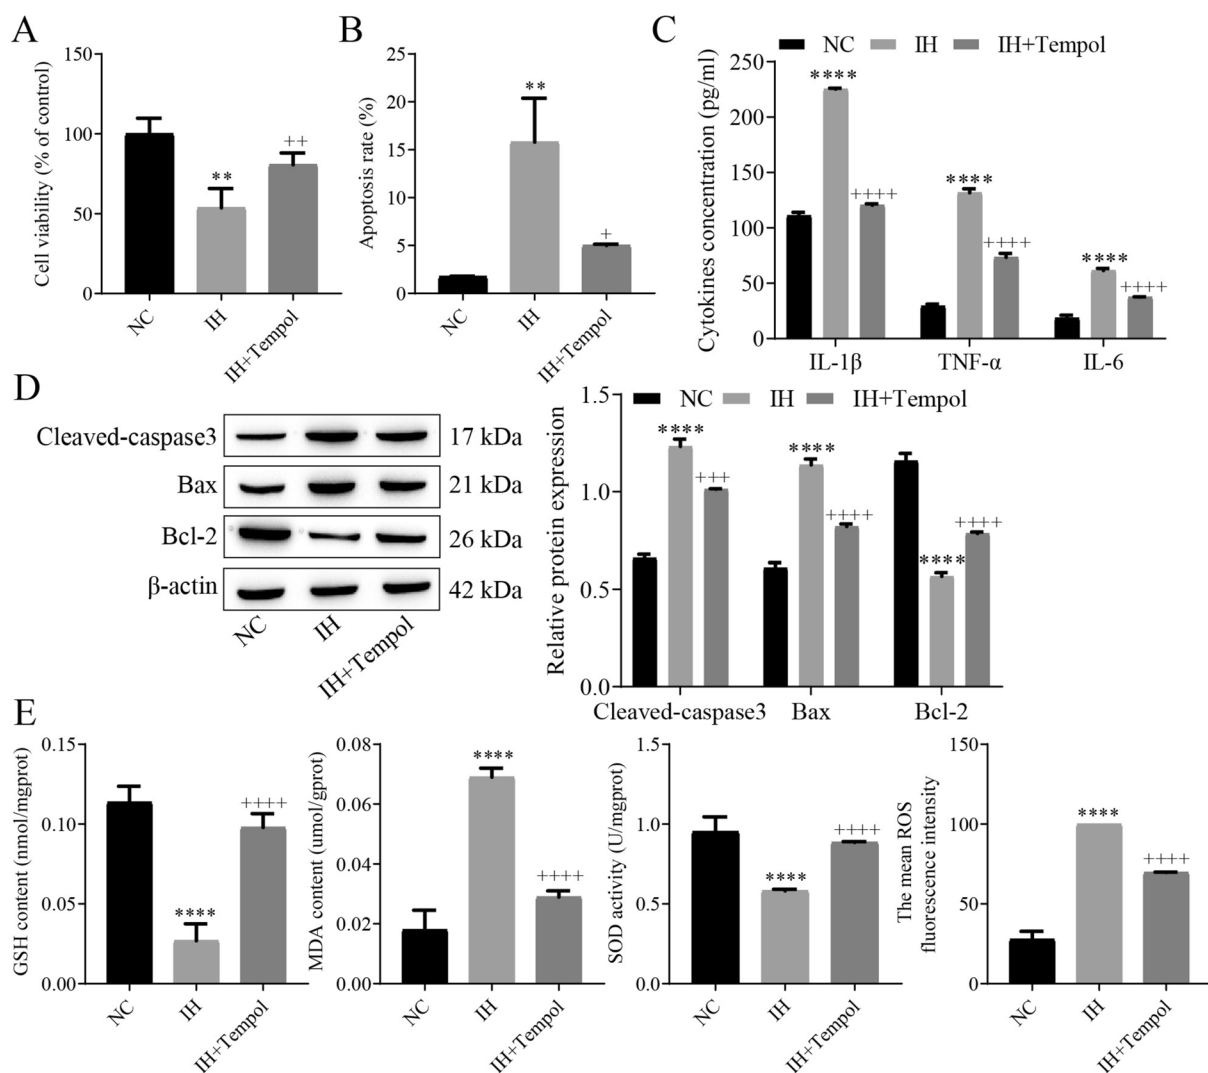 A
Cell viability (% of control)
150
100
50
0
**
++
NC
IH
IH+Tempol
B
Apoptosis rate (%)
25
20
15
10
5
0
**
+
NC
IH
IH+Tempol
C
NC IH IH+Tempol
Cytokines concentration (pg/ml)
250
200
150
100
50
0
****
++++
****
++++
****
++++
IL-1β TNF-α IL-6
D
Cleaved-caspase3 17 kDa
Bax 21 kDa
Bcl-2 26 kDa
β-actin 42 kDa
NC
IH
IH+Tempol
NC IH IH+Tempol
Relative protein expression
1.5
1.0
0.5
0.0
****
+++
****
++++
****
++++
Cleaved-caspase3 Bax Bcl-2
E
GSH content (nmol/mgprot)
0.15
0.10
0.05
0.00
****
++++
NC
IH
IH+Tempol
MDA content (umol/gprot)
0.08
0.06
0.04
0.02
0.00
****
++++
NC
IH
IH+Tempol
SOD activity (U/mgprot)
1.5
1.0
0.5
0.0
****
++++
NC
IH
IH+Tempol
The mean ROS
fluorescence intensity
150
100
50
0
****
++++
NC
IH
IH+Tempol